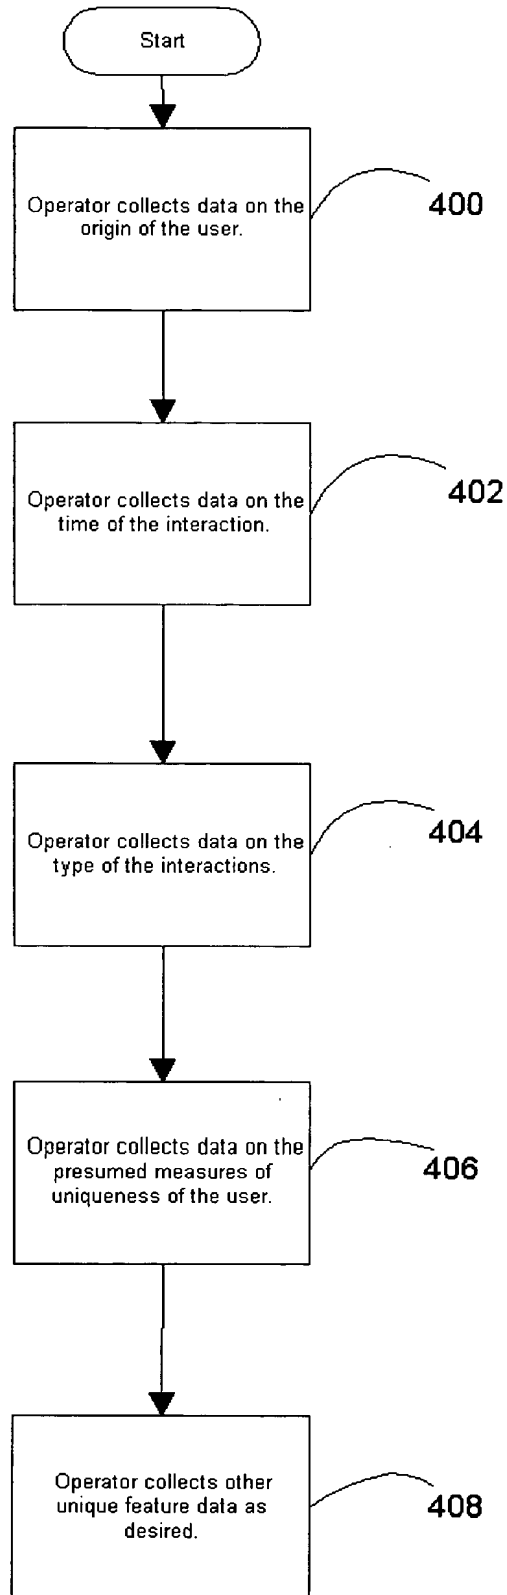 Start
Operator collects data on the
origin of the user.
400
Operator collects data on the
time of the interaction.
402
Operator collects data on the
type of the interactions.
404
Operator collects data on the
presumed measures of
uniqueness of the user.
406
Operator collects other
unique feature data as
desired.
408